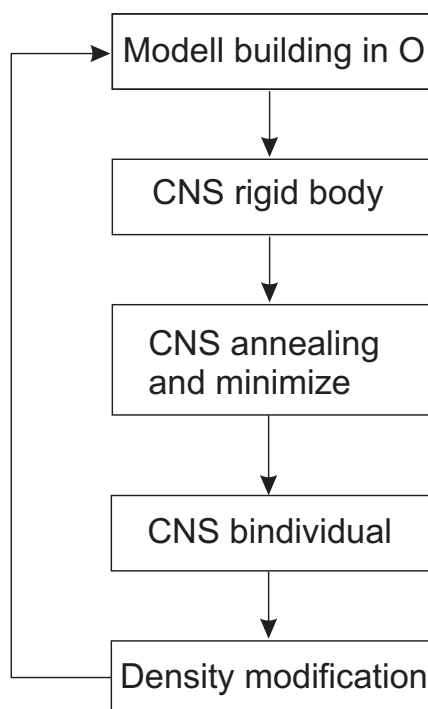 Modell building in O
CNS rigid body
CNS annealing
and minimize
CNS bindividual
Density modification